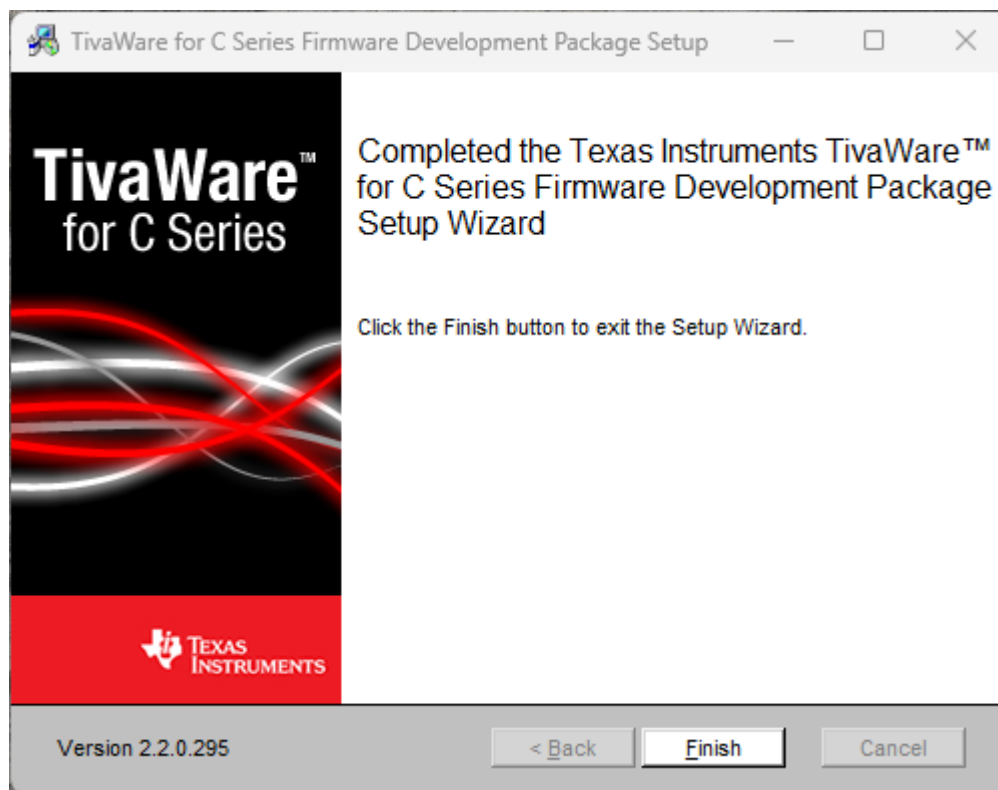 TivaWare for C Series Firmware Development Package Setup
TivaWare™
for C Series
Completed the Texas Instruments TivaWare™
for C Series Firmware Development Package
Setup Wizard
Click the Finish button to exit the Setup Wizard.
TEXAS
INSTRUMENTS
Version 2.2.0.295
< Back
Finish
Cancel